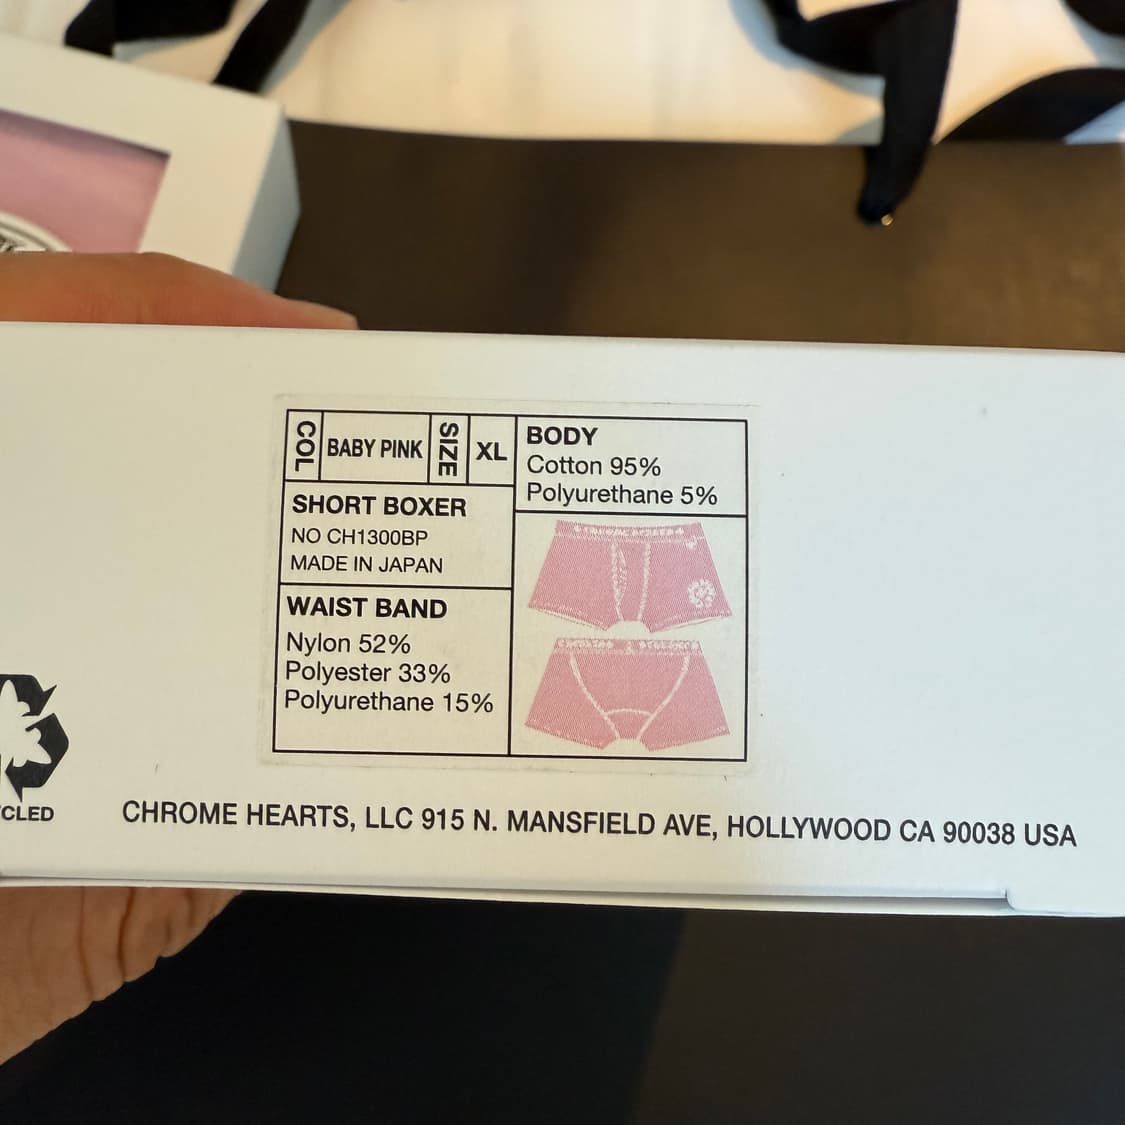 COL
BABY PINK
SIZE
XL
SHORT BOXER
NO CH1300BP
MADE IN JAPAN
WAIST BAND
Nylon 52%
Polyester 33%
Polyurethane 15%
BODY
Cotton 95%
Polyurethane 5%
CLED
CHROME HEARTS, LLC 915 N. MANSFIELD AVE, HOLLYWOOD CA 90038 USA